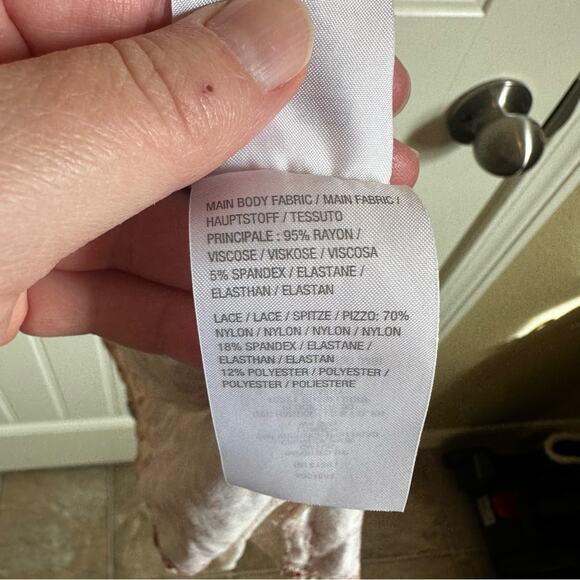 MAIN BODY FABRIC / MAIN FABRIC /
HAUPTSTOFF / TESSUTO
PRINCIPALE : 95% RAYON /
VISCOSE / VISKOSE / VISCOSA
5% SPANDEX / ELASTANE /
ELASTHAN / ELASTAN
LACE / LACE / SPITZE / PIZZO: 70%
NYLON / NYLON / NYLON / NYLON
18% SPANDEX / ELASTANE /
ELASTHAN / ELASTAN
12% POLYESTER / POLYESTER /
POLYESTER / POLIESTERE